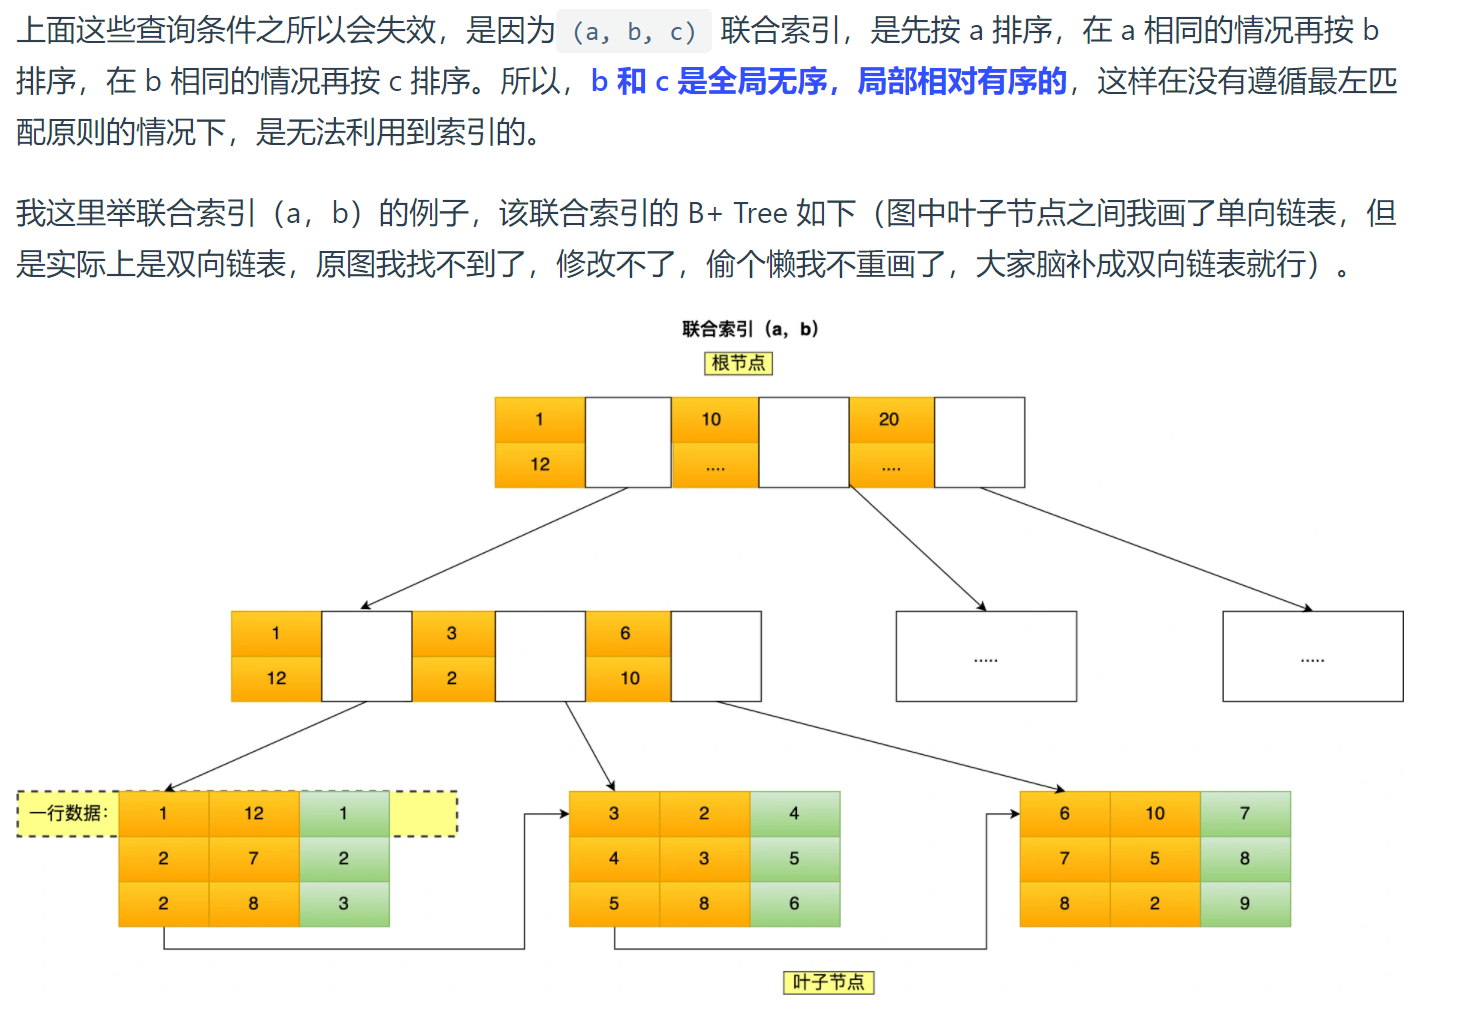 上面这些查询条件之所以会失效，是因为 (a, b, c) 联合索引，是先按 a 排序，在 a 相同的情况再按 b
排序，在 b 相同的情况再按 c 排序。所以，b 和 c 是全局无序，局部相对有序的，这样在没有遵循最左匹
配原则的情况下，是无法利用到索引的。
我这里举联合索引（a，b）的例子，该联合索引的 B+ Tree 如下（图中叶子节点之间我画了单向链表，但
是实际上是双向链表，原图我找不到了，修改不了，偷个懒我不重画了，大家脑补成双向链表就行）。
联合索引（a，b）
根节点
1 10 20
12 .... ....
1 3 6
12 2 10
..... .....
一行数据： 1 12 1 3 2 4 6 10 7
2 7 2 4 3 5 7 5 8
2 8 3 5 8 6 8 2 9
叶子节点